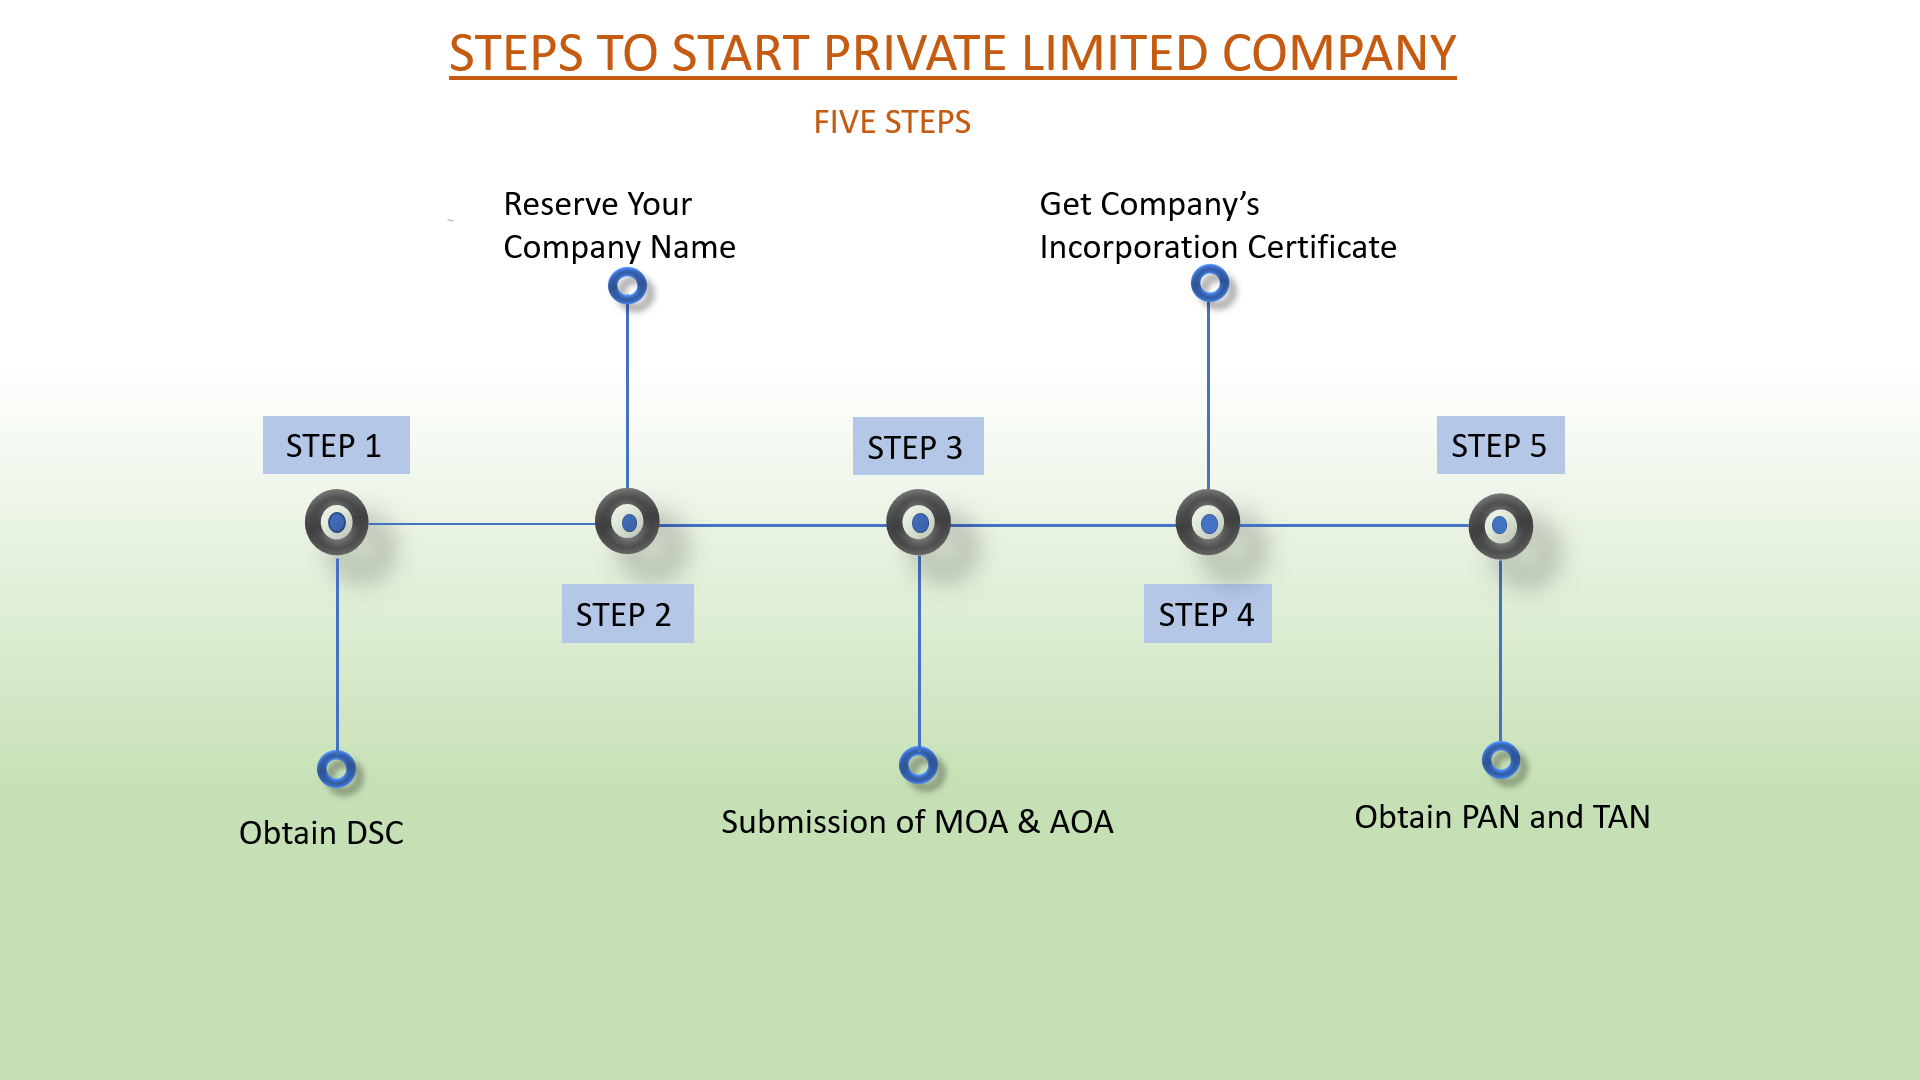 STEPS TO START PRIVATE LIMITED COMPANY
FIVE STEPS
Reserve Your
Company Name
Get Company’s
Incorporation Certificate
STEP 1
STEP 3
STEP 5
STEP 2
STEP 4
Obtain DSC
Submission of MOA & AOA
Obtain PAN and TAN